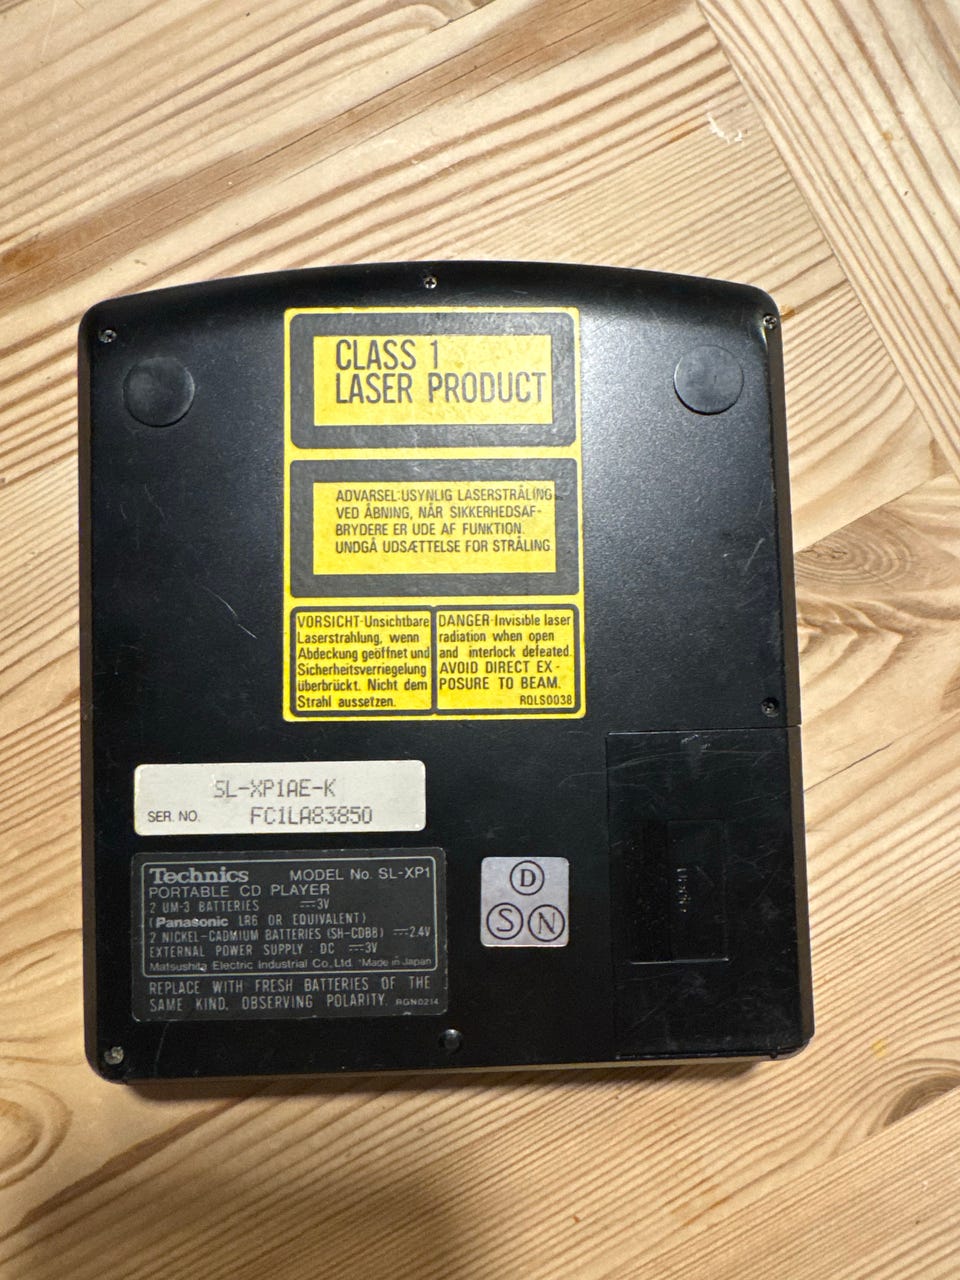 CLASS 1
LASER PRODUCT
ADVARSEL:USYNLIG LASERSTRÅLING
VED ÅBNING, NÅR SIKKERHEDSAF-
BRYDERE ER UDE AF FUNKTION.
UNDGÅ UDSÆTTELSE FOR STRÅLING
VORSICHT-Unsichtbare
Laserstrahlung, wenn
Abdeckung geöffnet und
Sicherheitsverriegelung
überbrückt. Nicht dem
Strahl aussetzen.
DANGER-Invisible laser
radiation when open
and interlock defeated.
AVOID DIRECT EX-
POSURE TO BEAM.
RQLS0038
SL-XP1AE-K
SER. NO. FC1LA83850
Technics MODEL No. SL-XP1
PORTABLE CD PLAYER
2 UM-3 BATTERIES ⎓3V
(Panasonic LR6 OR EQUIVALENT)
2 NICKEL-CADMIUM BATTERIES (SH-CDB8) ⎓2.4V
EXTERNAL POWER SUPPLY : DC ⎓3V
Matsushita Electric Industrial Co., Ltd. Made in Japan
REPLACE WITH FRESH BATTERIES OF THE
SAME KIND, OBSERVING POLARITY. RGN0214
D
S N